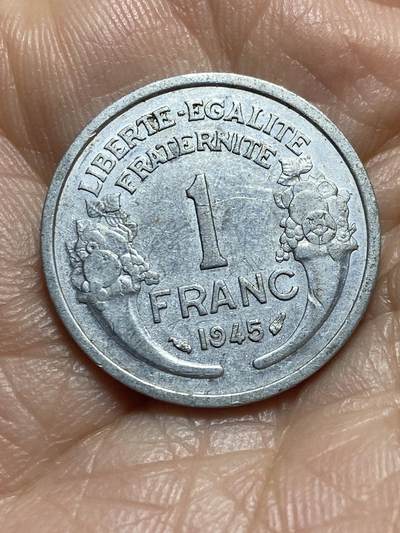 LIBERTE-EGALITE
FRATERNITE
1
FRANC
1945